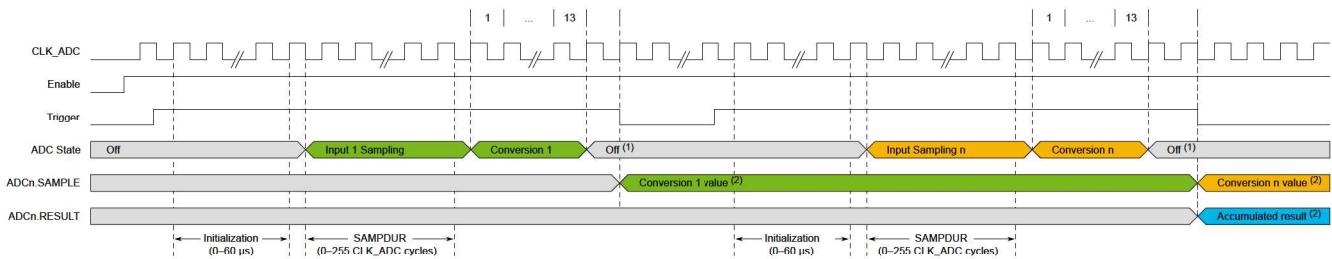 1 ... 13 1 ... 13
CLK_ADC
Enable
Trigger
ADC State Off Input 1 Sampling Conversion 1 Off (1) Input Sampling n Conversion n Off (1)
ADCn.SAMPLE Conversion 1 value (2) Conversion n value (2)
ADCn.RESULT Accumulated result (2)
Initialization SAMPDUR Initialization SAMPDUR
(0–60 µs) (0–255 CLK_ADC cycles) (0–60 µs) (0–255 CLK_ADC cycles)